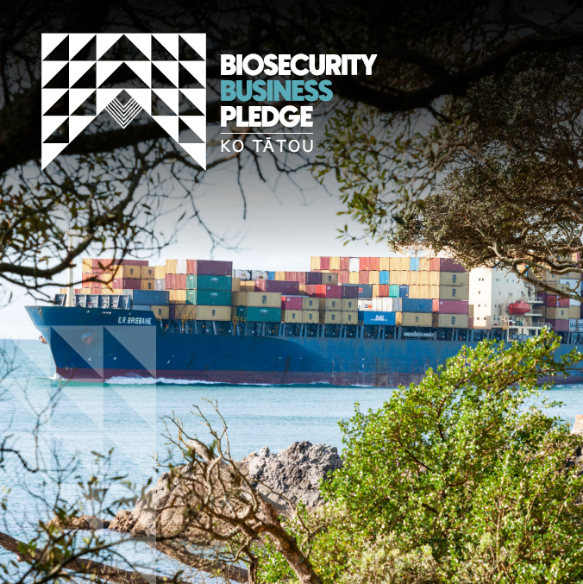 BIOSECURITY
BUSINESS
PLEDGE
KO TĀTOU
E.R. BRISBANE